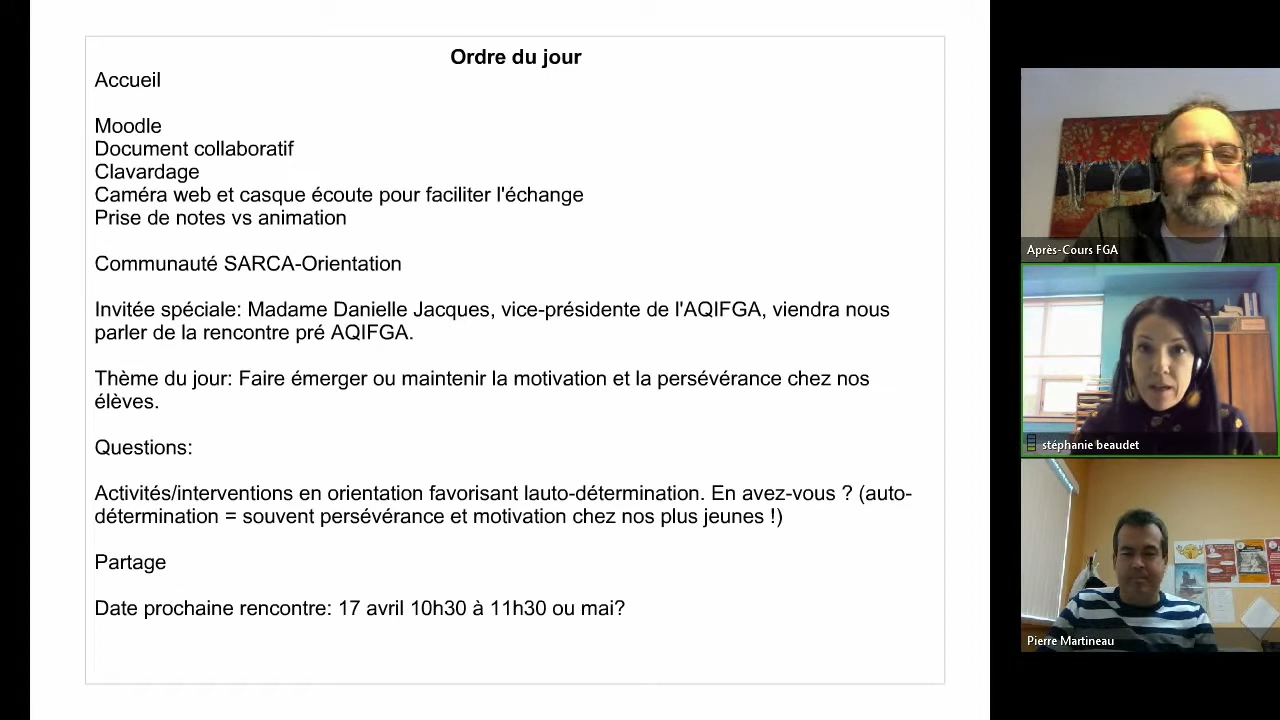 Ordre du jour
Accueil
Moodle
Document collaboratif
Clavardage
Caméra web et casque écoute pour faciliter l'échange
Prise de notes vs animation
Communauté SARCA-Orientation
Invitée spéciale: Madame Danielle Jacques, vice-présidente de l'AQIFGA, viendra nous
parler de la rencontre pré AQIFGA.
Thème du jour: Faire émerger ou maintenir la motivation et la persévérance chez nos
élèves.
Questions:
Activités/interventions en orientation favorisant lauto-détermination. En avez-vous ? (auto-
détermination = souvent persévérance et motivation chez nos plus jeunes !)
Partage
Date prochaine rencontre: 17 avril 10h30 à 11h30 ou mai?
Après-Cours FGA
stéphanie beaudet
Pierre Martineau